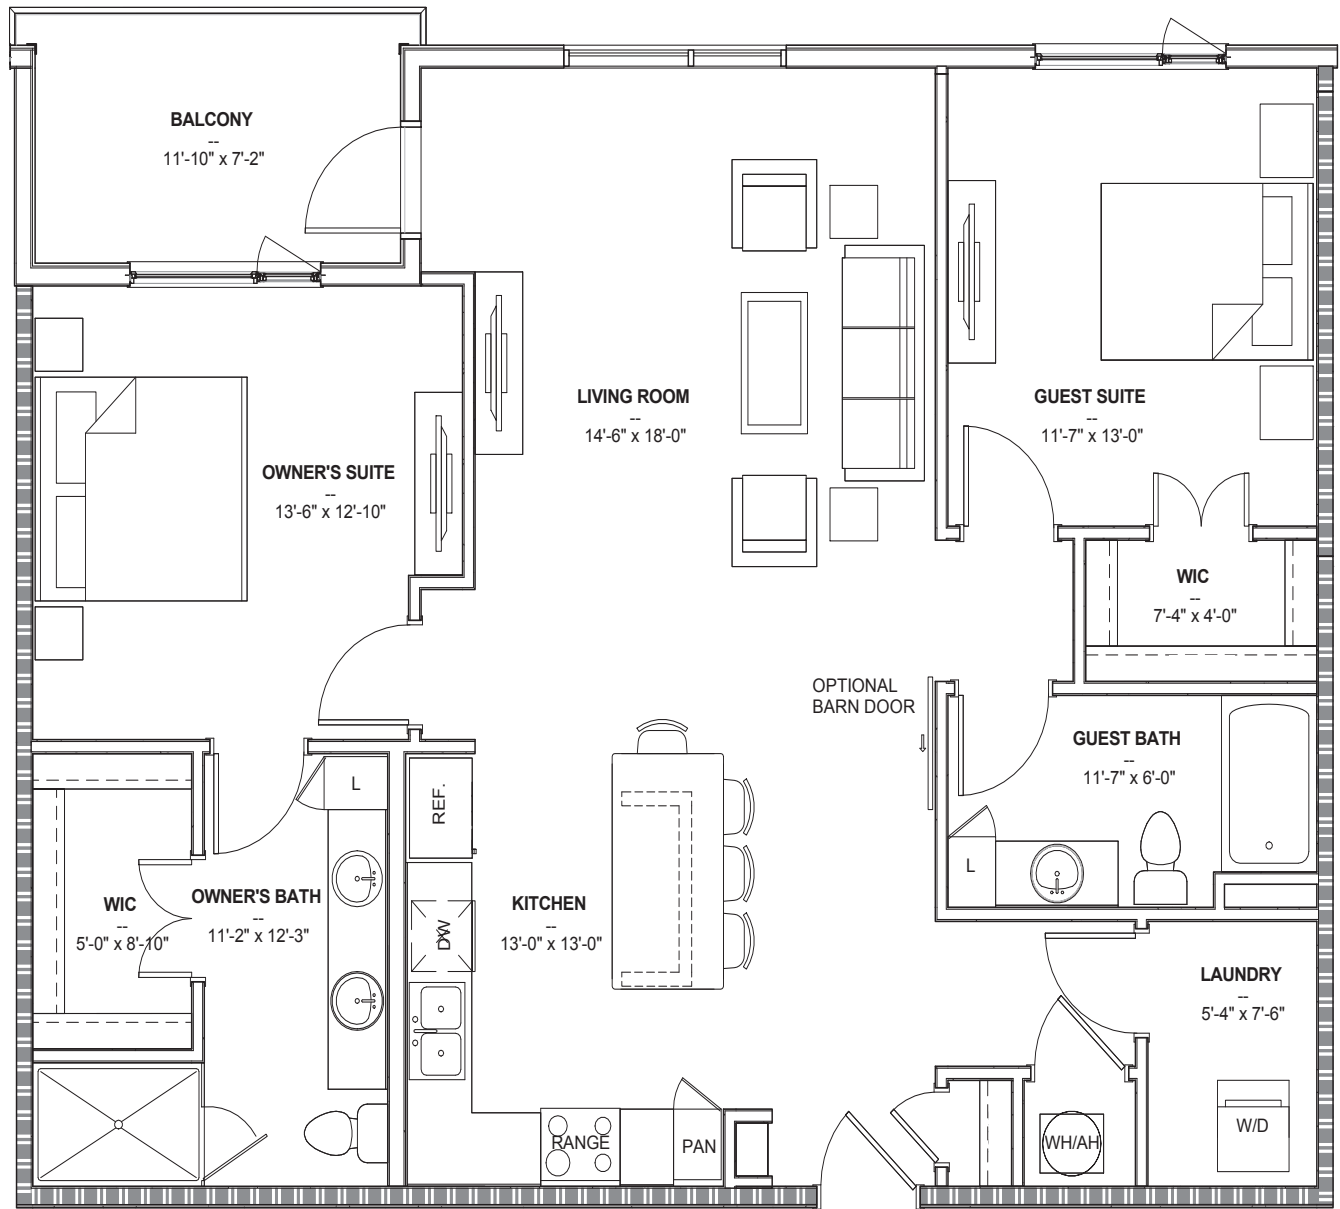 BALCONY
--
11'-10" x 7'-2"
LIVING ROOM
--
14'-6" x 18'-0"
GUEST SUITE
--
11'-7" x 13'-0"
OWNER'S SUITE
--
13'-6" x 12'-10"
WIC
--
7'-4" x 4'-0"
OPTIONAL
BARN DOOR
GUEST BATH
--
11'-7" x 6'-0"
L
REF.
L
WIC
--
5'-0" x 8'-10"
OWNER'S BATH
--
11'-2" x 12'-3"
KITCHEN
--
13'-0" x 13'-0"
DW
LAUNDRY
--
5'-4" x 7'-6"
W/D
RANGE
PAN
WH/AH